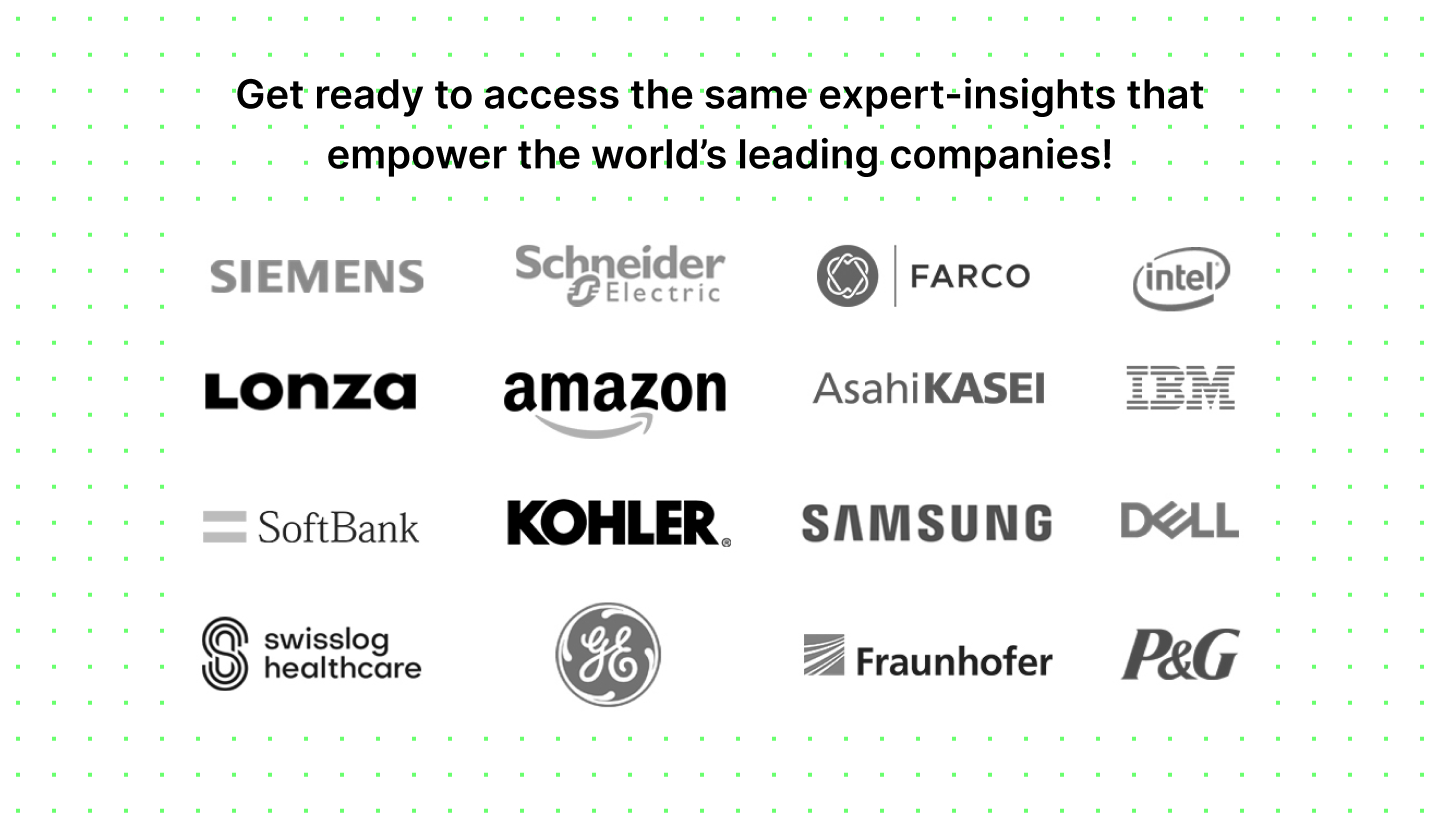 Get ready to access the same expert-insights that
empower the world’s leading companies!
SIEMENS
Schneider
Electric
FARCO
intel
Lonza
amazon
AsahiKASEI
IBM
SoftBank
KOHLER®
SAMSUNG
DELL
swisslog
healthcare
GE
Fraunhofer
P&G